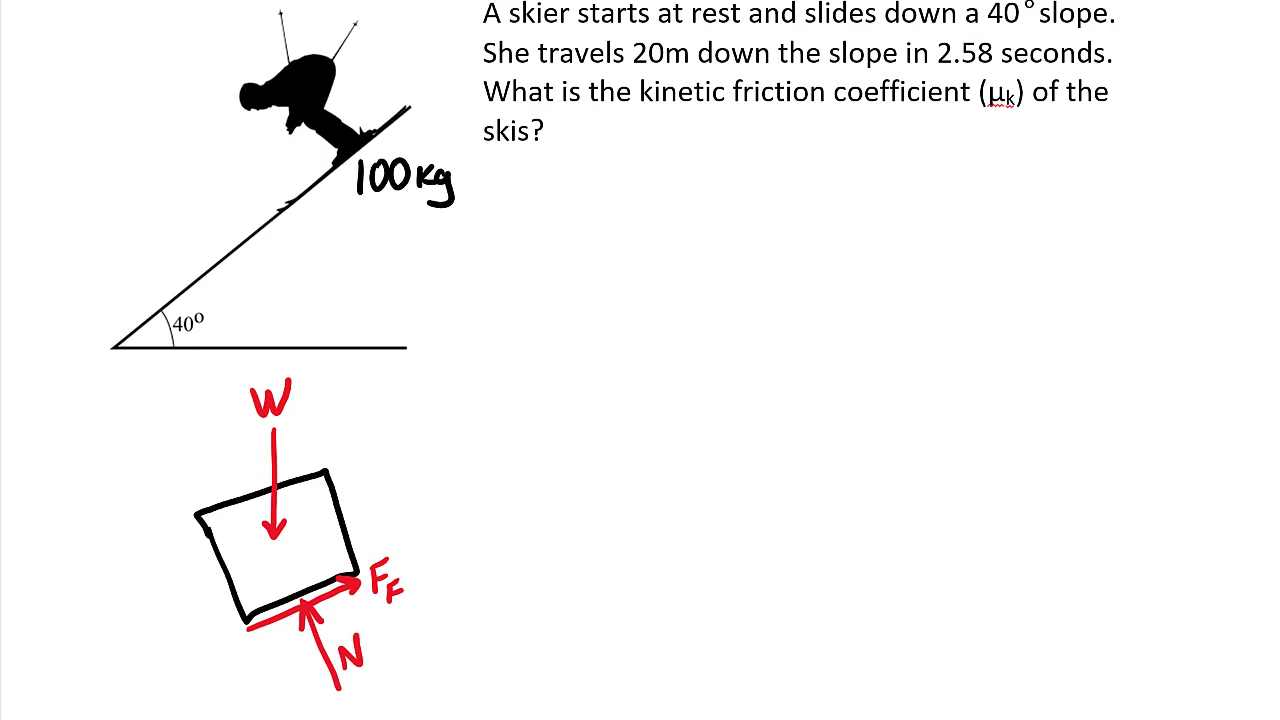 A skier starts at rest and slides down a 40° slope.
She travels 20m down the slope in 2.58 seconds.
What is the kinetic friction coefficient (μk) of the
skis?
100kg
40º
W
FF
N